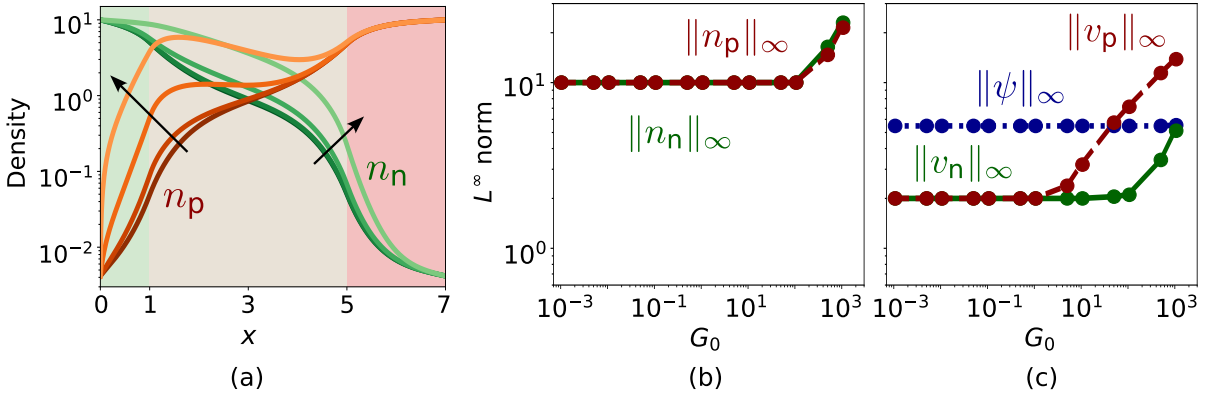 Density
10¹
10⁰
10⁻¹
10⁻²
n_p
n_n
0 1 3 5 7
x
(a)
L^∞ norm
10¹
10⁰
||n_p||_∞
||n_n||_∞
10⁻³ 10⁻¹ 10¹ 10³
G₀
(b)
||v_p||_∞
||ψ||_∞
||v_n||_∞
10⁻³ 10⁻¹ 10¹ 10³
G₀
(c)